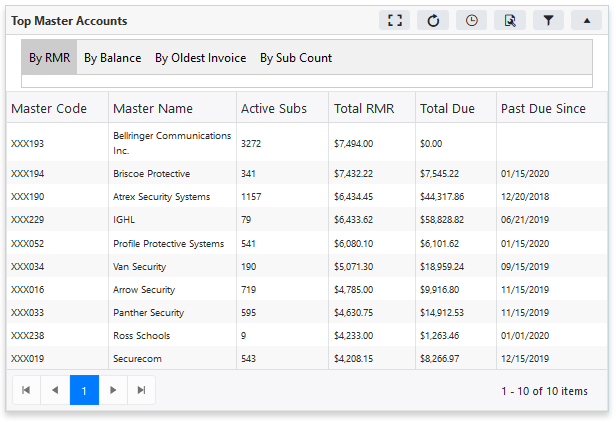 Top Master Accounts
By RMR By Balance By Oldest Invoice By Sub Count
Master Code Master Name Active Subs Total RMR Total Due Past Due Since
XXX193 Bellringer Communications Inc. 3272 $7,494.00 $0.00
XXX194 Briscoe Protective 341 $7,432.22 $7,545.22 01/15/2020
XXX190 Atrex Security Systems 1157 $6,434.45 $44,317.86 12/20/2018
XXX229 IGHL 79 $6,433.62 $58,828.82 06/21/2019
XXX052 Profile Protective Systems 541 $6,080.10 $6,101.62 01/15/2020
XXX034 Van Security 190 $5,071.30 $18,959.24 09/15/2019
XXX016 Arrow Security 719 $4,785.00 $9,916.80 11/15/2019
XXX033 Panther Security 595 $4,630.75 $14,912.53 11/15/2019
XXX238 Ross Schools 9 $4,233.00 $1,263.46 01/01/2020
XXX019 Securecom 543 $4,208.15 $8,266.97 12/15/2019
1 1 - 10 of 10 items